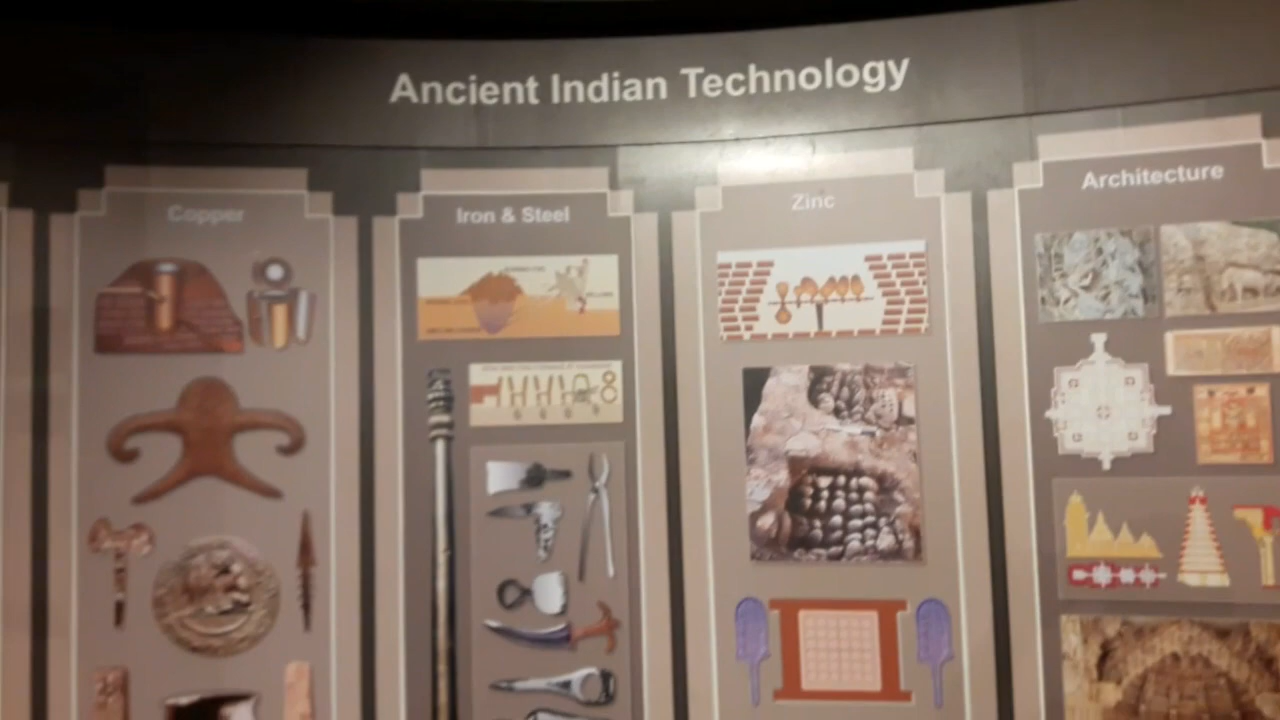 Ancient Indian Technology
Copper
Iron & Steel
Zinc
Architecture